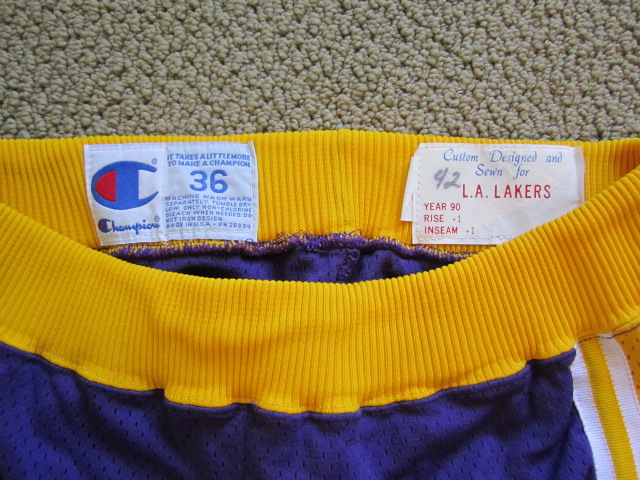 IT TAKES A LITTLE MORE
TO MAKE A CHAMPION
36
MACHINE WASH WARM
SEPARATELY. TUMBLE DRY
LOW. ONLY NON-CHLORINE
BLEACH WHEN NEEDED. DO
NOT IRON DESIGN.
MADE IN U.S.A. • RN 26094
Champion
Custom Designed and
Sewn for
42
L.A. LAKERS
YEAR 90
RISE +1
INSEAM +1